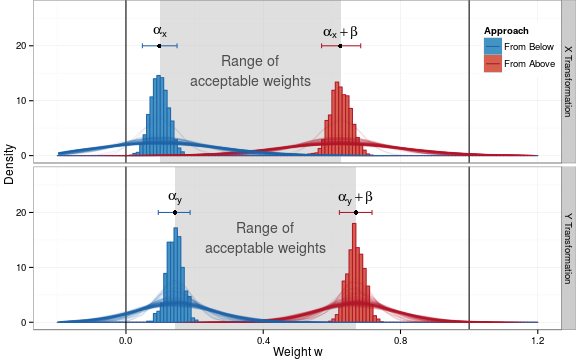 αx
αx + β
Approach
From Below
From Above
Range of
acceptable weights
20
10
0
X Transformation
Density
αy
αy + β
Range of
acceptable weights
20
10
0
Y Transformation
0.0 0.4 0.8 1.2
Weight w